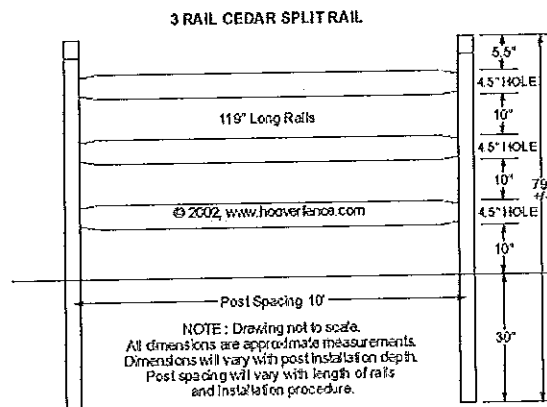 3 RAIL CEDAR SPLIT RAIL
5.5"
4.5" HOLE
119" Long Rails
10"
4.5" HOLE
10"
79
+/-
© 2002, www.hooverfence.com
4.5" HOLE
10"
Post Spacing 10'
30"
NOTE: Drawing not to scale.
All dimensions are approximate measurements.
Dimensions will vary with post installation depth.
Post spacing will vary with length of rails
and installation procedure.